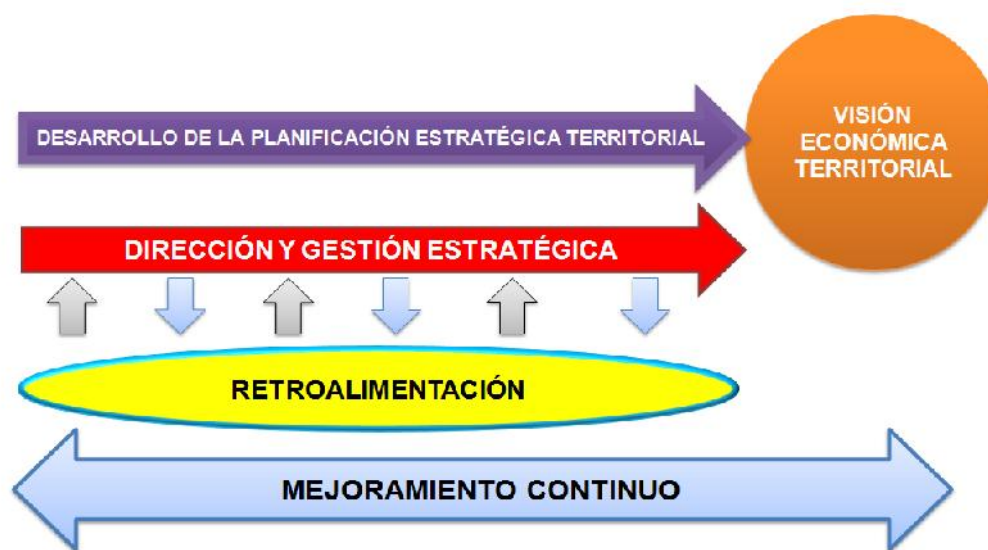 DESARROLLO DE LA PLANIFICACIÓN ESTRATÉGICA TERRITORIAL
VISIÓN
ECONÓMICA
TERRITORIAL
DIRECCIÓN Y GESTIÓN ESTRATÉGICA
RETROALIMENTACIÓN
MEJORAMIENTO CONTINUO